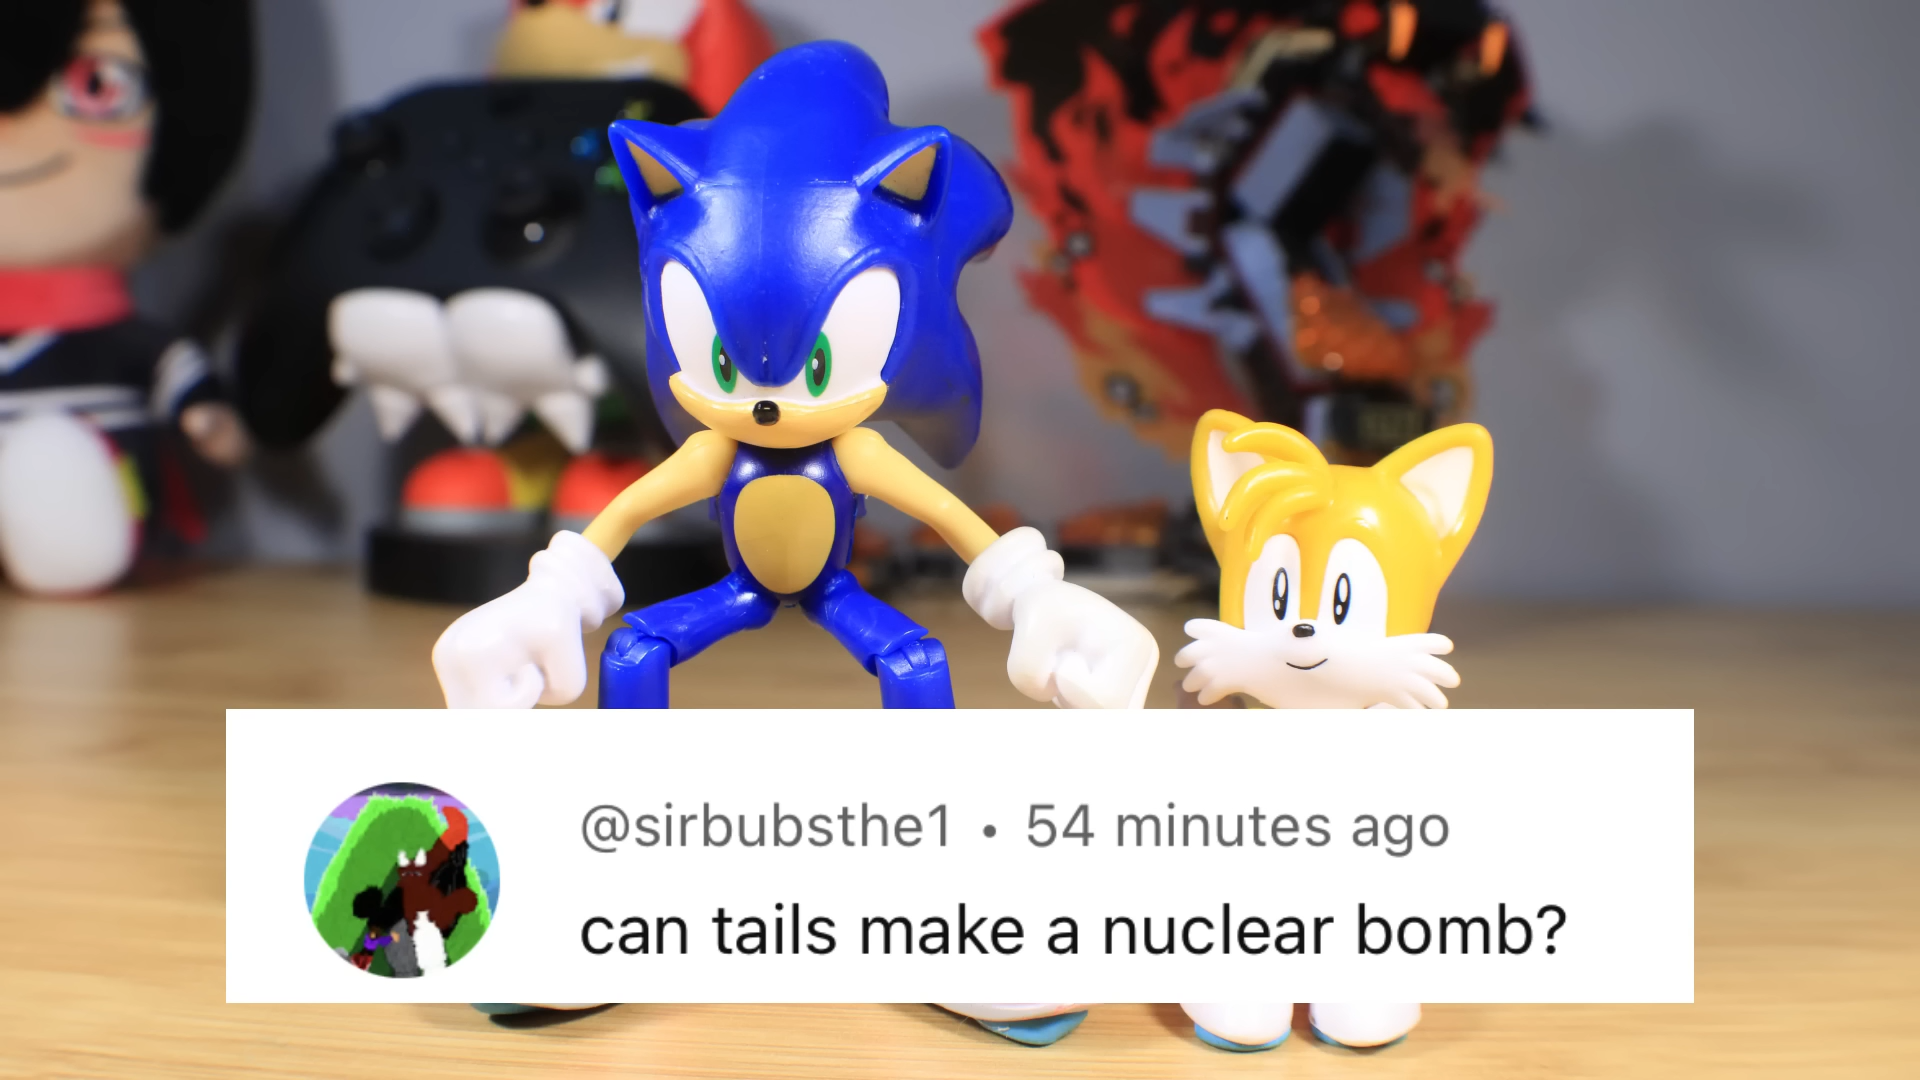 @sirbubsthe1 • 54 minutes ago
can tails make a nuclear bomb?